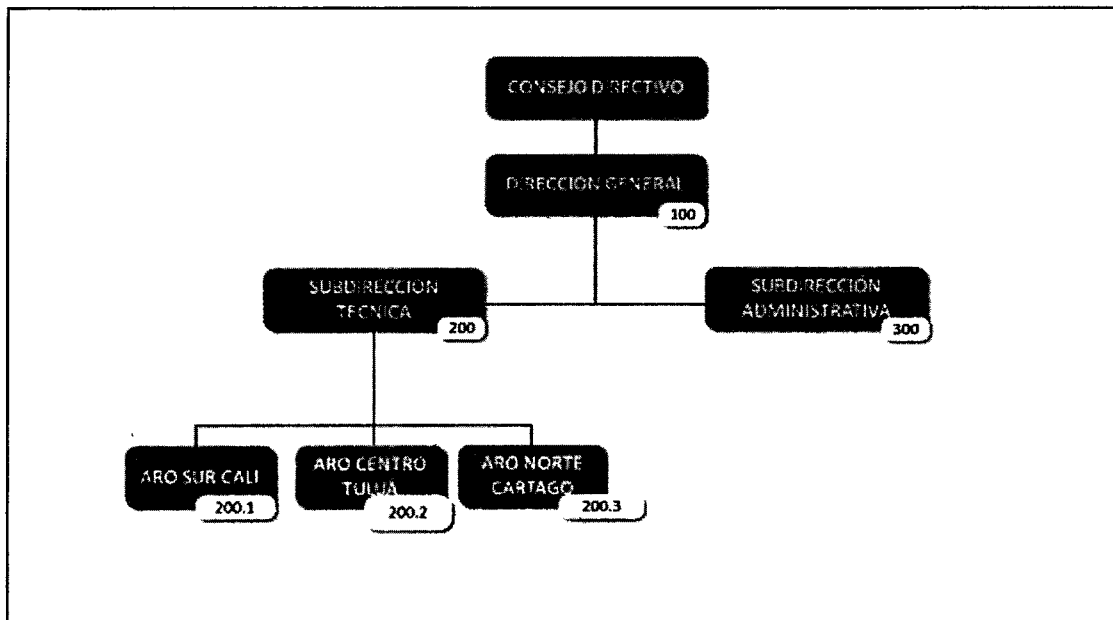 CONSEJO DIRECTIVO
DIRECCION GENERAL
100
SUBDIRECCION
TECNICA
200
SUBDIRECCIÓN
ADMINISTRATIVA
300
ARO SUR CALI
200.1
ARO CENTRO
TULUÁ
200.2
ARO NORTE
CARTAGO
200.3